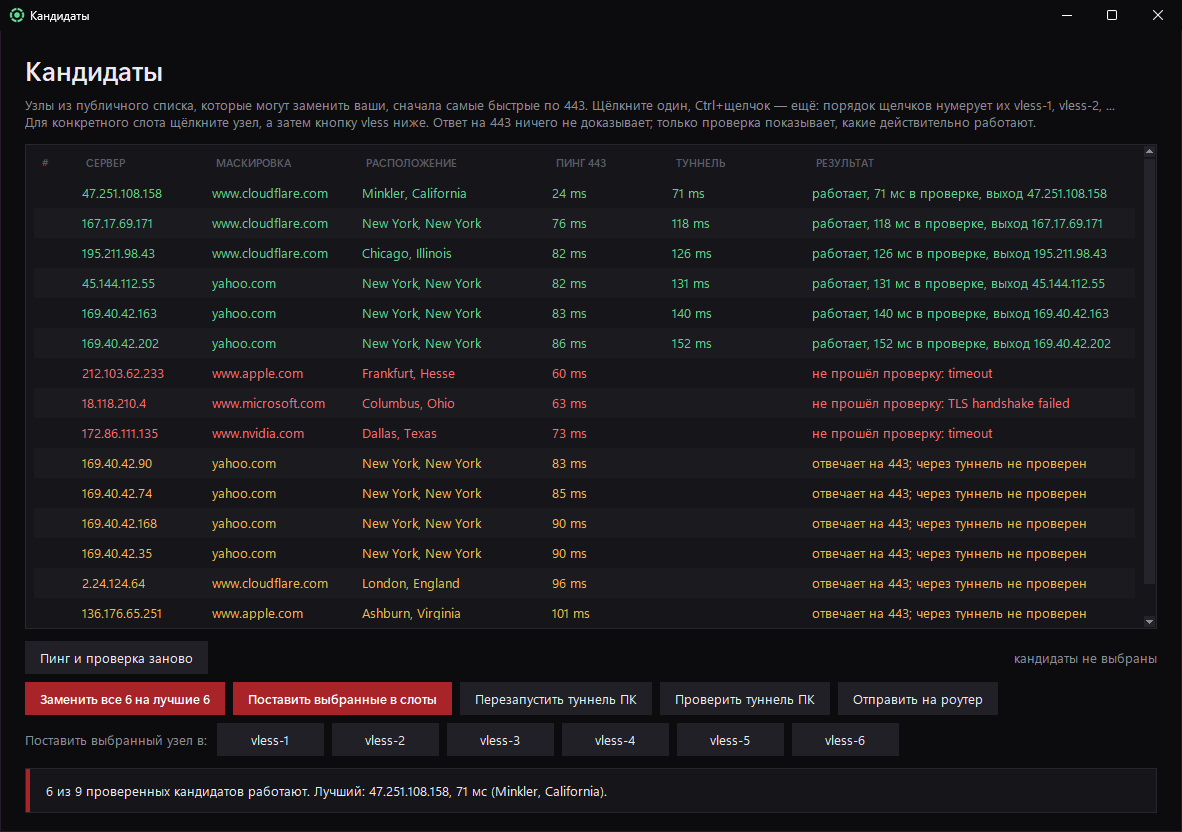 Кандидаты
Кандидаты
Узлы из публичного списка, которые могут заменить ваши, сначала самые быстрые по 443. Щёлкните один, Ctrl+щелчок — ещё: порядок щелчков нумерует их vless-1, vless-2, ...
Для конкретного слота щёлкните узел, а затем кнопку vless ниже. Ответ на 443 ничего не доказывает; только проверка показывает, какие действительно работают.
# СЕРВЕР МАСКИРОВКА РАСПОЛОЖЕНИЕ ПИНГ 443 ТУННЕЛЬ РЕЗУЛЬТАТ
47.251.108.158 www.cloudflare.com Minkler, California 24 ms 71 ms работает, 71 мс в проверке, выход 47.251.108.158
167.17.69.171 www.cloudflare.com New York, New York 76 ms 118 ms работает, 118 мс в проверке, выход 167.17.69.171
195.211.98.43 www.cloudflare.com Chicago, Illinois 82 ms 126 ms работает, 126 мс в проверке, выход 195.211.98.43
45.144.112.55 yahoo.com New York, New York 82 ms 131 ms работает, 131 мс в проверке, выход 45.144.112.55
169.40.42.163 yahoo.com New York, New York 83 ms 140 ms работает, 140 мс в проверке, выход 169.40.42.163
169.40.42.202 yahoo.com New York, New York 86 ms 152 ms работает, 152 мс в проверке, выход 169.40.42.202
212.103.62.233 www.apple.com Frankfurt, Hesse 60 ms не прошёл проверку: timeout
18.118.210.4 www.microsoft.com Columbus, Ohio 63 ms не прошёл проверку: TLS handshake failed
172.86.111.135 www.nvidia.com Dallas, Texas 73 ms не прошёл проверку: timeout
169.40.42.90 yahoo.com New York, New York 83 ms отвечает на 443; через туннель не проверен
169.40.42.74 yahoo.com New York, New York 85 ms отвечает на 443; через туннель не проверен
169.40.42.168 yahoo.com New York, New York 90 ms отвечает на 443; через туннель не проверен
169.40.42.35 yahoo.com New York, New York 90 ms отвечает на 443; через туннель не проверен
2.24.124.64 www.cloudflare.com London, England 96 ms отвечает на 443; через туннель не проверен
136.176.65.251 www.apple.com Ashburn, Virginia 101 ms отвечает на 443; через туннель не проверен
Пинг и проверка заново кандидаты не выбраны
Заменить все 6 на лучшие 6 Поставить выбранные в слоты Перезапустить туннель ПК Проверить туннель ПК Отправить на роутер
Поставить выбранный узел в: vless-1 vless-2 vless-3 vless-4 vless-5 vless-6
6 из 9 проверенных кандидатов работают. Лучший: 47.251.108.158, 71 мс (Minkler, California).